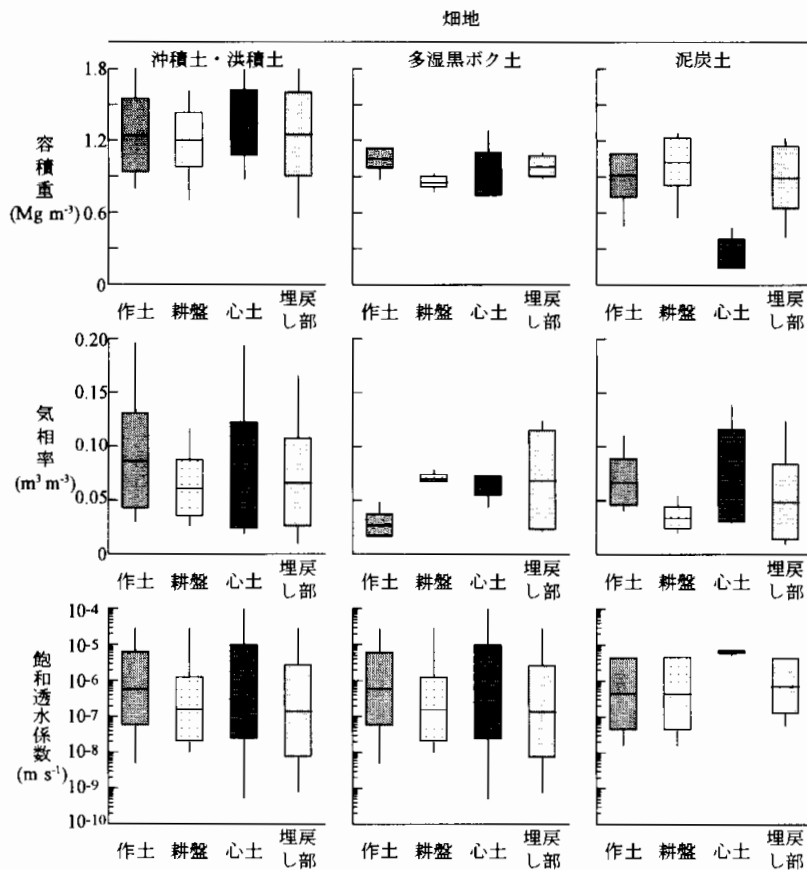 畑地
沖積土・洪積土 多湿黒ボク土 泥炭土
容積重
(Mg m⁻³)
1.8
1.2
0.6
0
作土 耕盤 心土 埋戻し部 作土 耕盤 心土 埋戻し部 作土 耕盤 心土 埋戻し部
気相率
(m³ m⁻³)
0.20
0.15
0.10
0.05
0
作土 耕盤 心土 埋戻し部 作土 耕盤 心土 埋戻し部 作土 耕盤 心土 埋戻し部
飽和透水係数
(m s⁻¹)
10⁻⁴
10⁻⁵
10⁻⁶
10⁻⁷
10⁻⁸
10⁻⁹
10⁻¹⁰
作土 耕盤 心土 埋戻し部 作土 耕盤 心土 埋戻し部 作土 耕盤 心土 埋戻し部